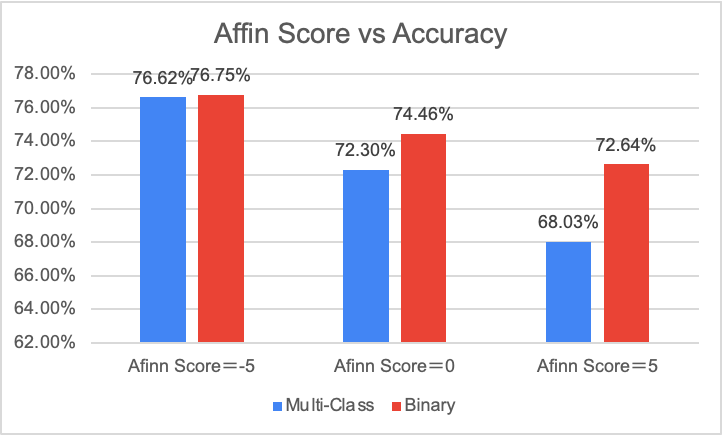 Affin Score vs Accuracy
78.00%
76.00%
74.00%
72.00%
70.00%
68.00%
66.00%
64.00%
62.00%
76.62%
76.75%
72.30%
74.46%
68.03%
72.64%
Afinn Score=-5
Afinn Score=0
Afinn Score=5
Multi-Class
Binary